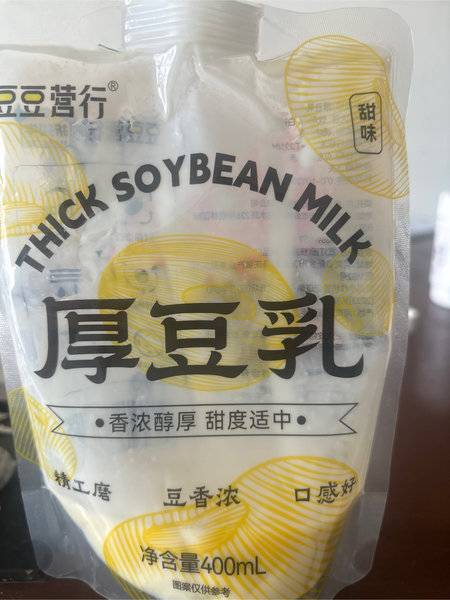 豆豆营行®
甜味
THICK SOYBEAN MILK
厚豆乳
•香浓醇厚 甜度适中•
精工磨 豆香浓 口感好
净含量400mL
图案仅供参考